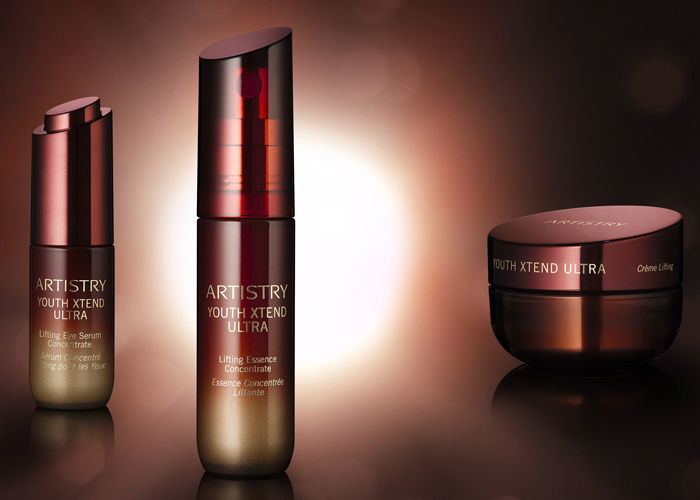 ARTISTRY
YOUTH XTEND
ULTRA
Lifting Eye Serum
Concentrate
Sérum Concentré
pour les Yeux
ARTISTRY
YOUTH XTEND
ULTRA
Lifting Essence
Concentrate
Essence Concentrée
Liftante
ARTISTRY
YOUTH XTEND ULTRA
Crème Lifting